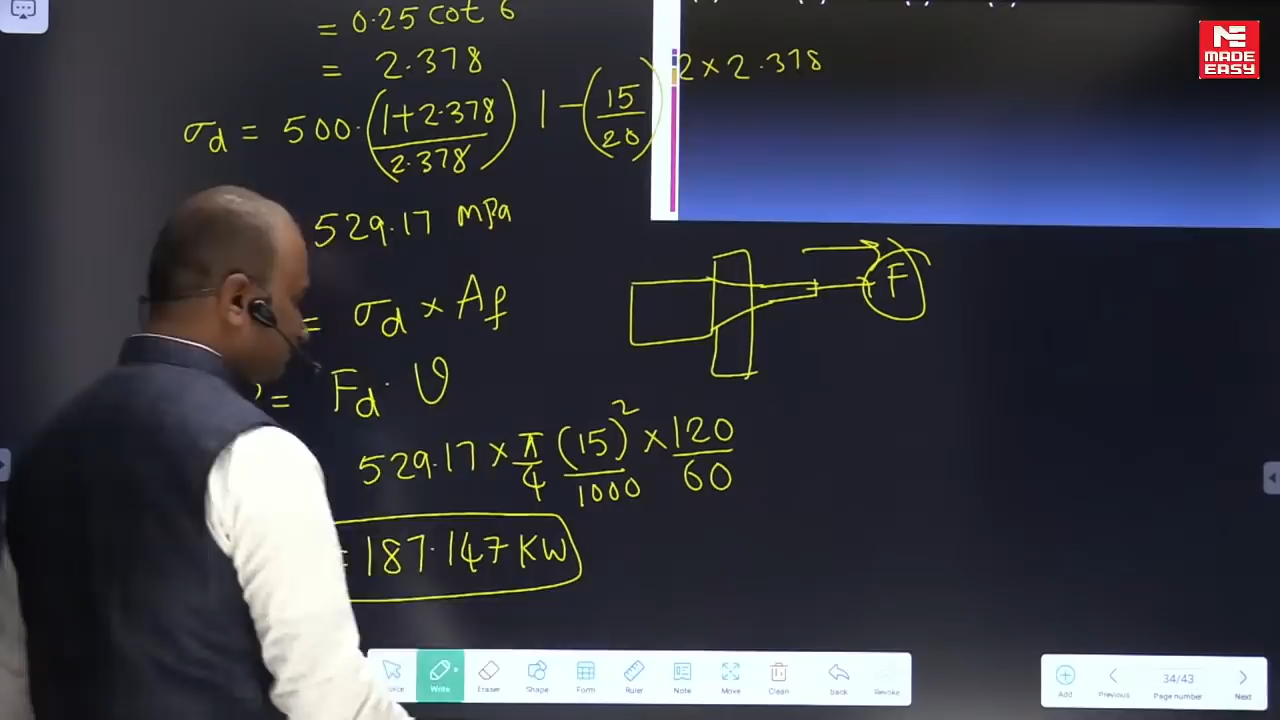 = 0.25 cot 6
= 2.378
σd = 500. (1+2.378 / 2.378) 1 - (15/20) 2×2.378
529.17 mPa
= σd × Af
= Fd . υ
529.17 × π/4 (15)²/1000 × 120/60
= 187.147 KW
F
MADE EASY
Write
Eraser
Shape
Form
Ruler
Note
Move
Clean
back
Revoke
Add
Previous
34/43
Page number
Next